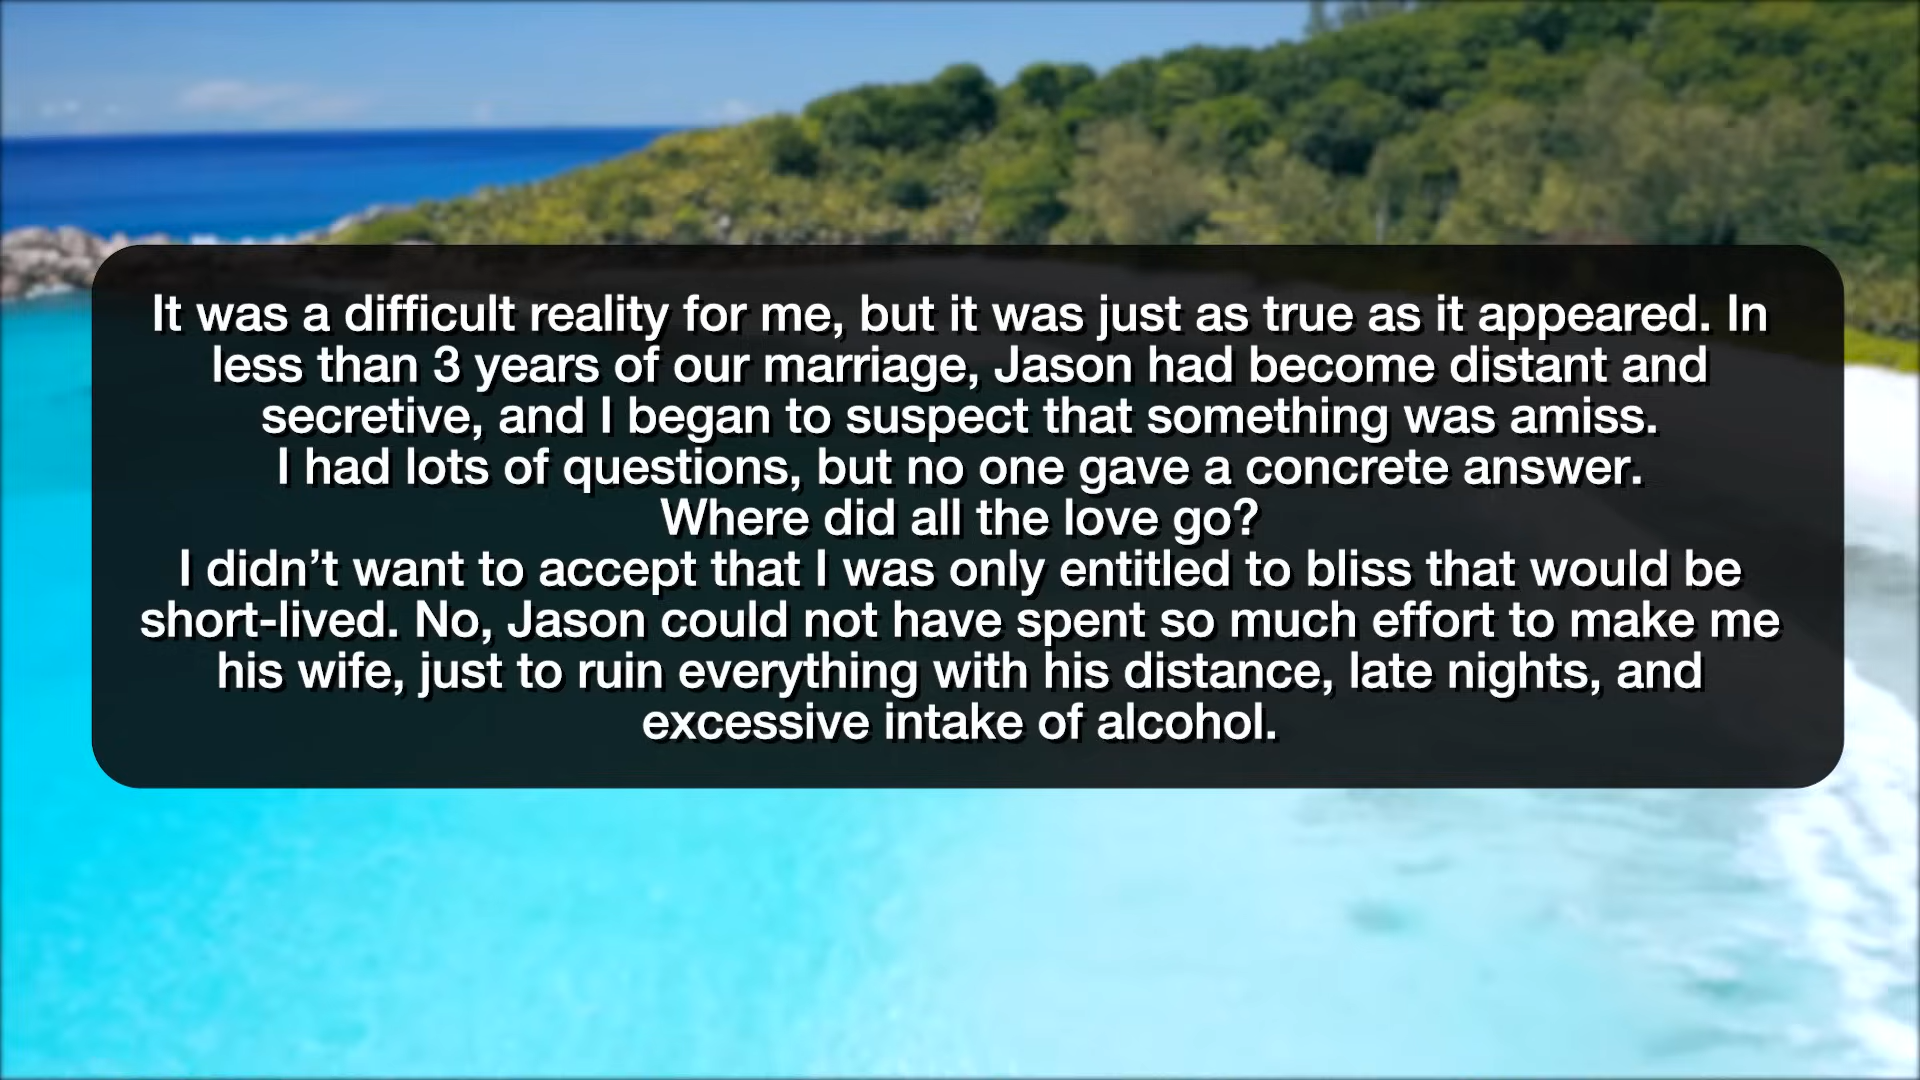 It was a difficult reality for me, but it was just as true as it appeared. In
less than 3 years of our marriage, Jason had become distant and
secretive, and I began to suspect that something was amiss.
I had lots of questions, but no one gave a concrete answer.
Where did all the love go?
I didn’t want to accept that I was only entitled to bliss that would be
short-lived. No, Jason could not have spent so much effort to make me
his wife, just to ruin everything with his distance, late nights, and
excessive intake of alcohol.